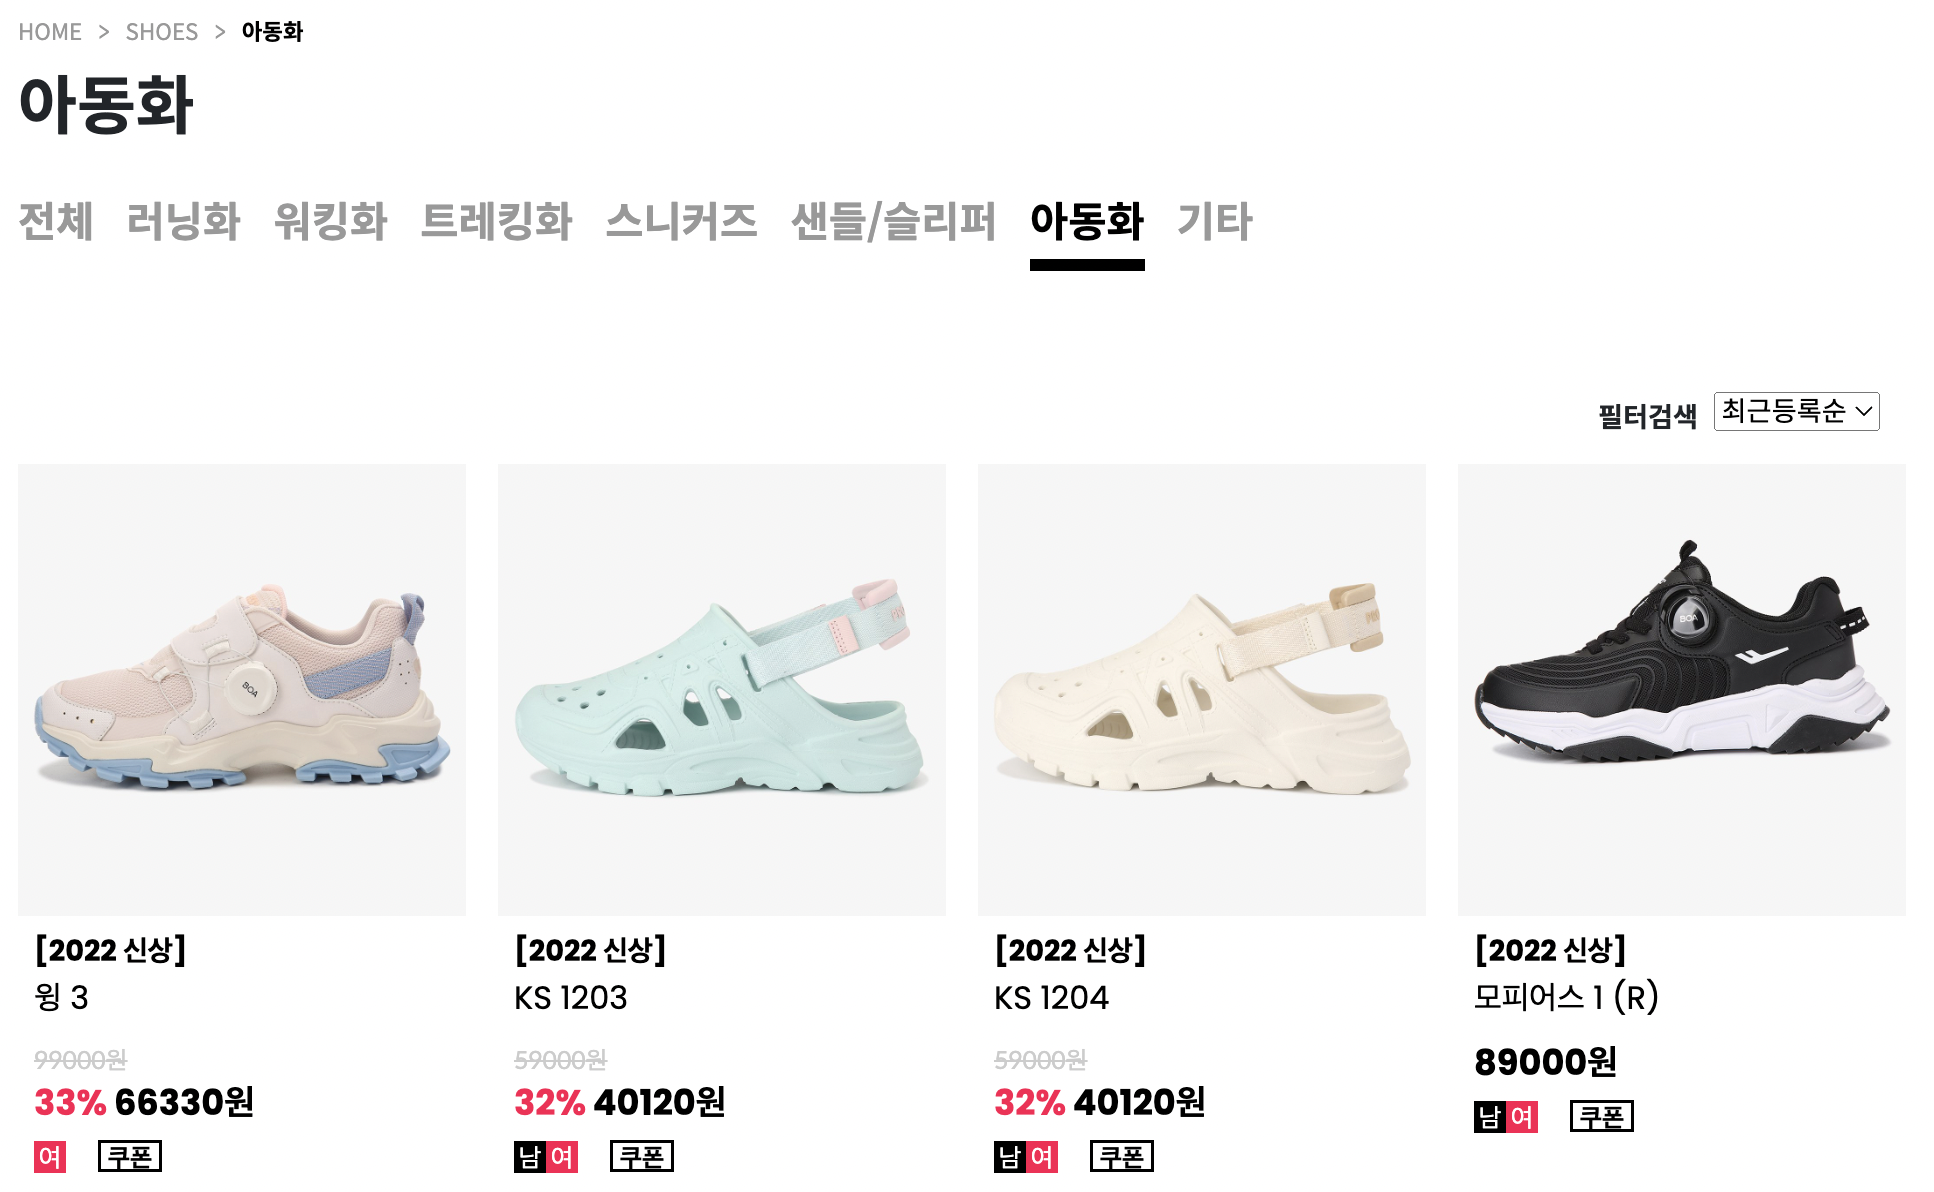 HOME > SHOES > 아동화
아동화
전체 러닝화 워킹화 트레킹화 스니커즈 샌들/슬리퍼 아동화 기타
필터검색 최근등록순
BOA
BOA
[2022 신상]
윙 3
99000원
33% 66330원
여 쿠폰
[2022 신상]
KS 1203
59000원
32% 40120원
남 여 쿠폰
[2022 신상]
KS 1204
59000원
32% 40120원
남 여 쿠폰
[2022 신상]
모피어스 1 (R)
89000원
남 여 쿠폰